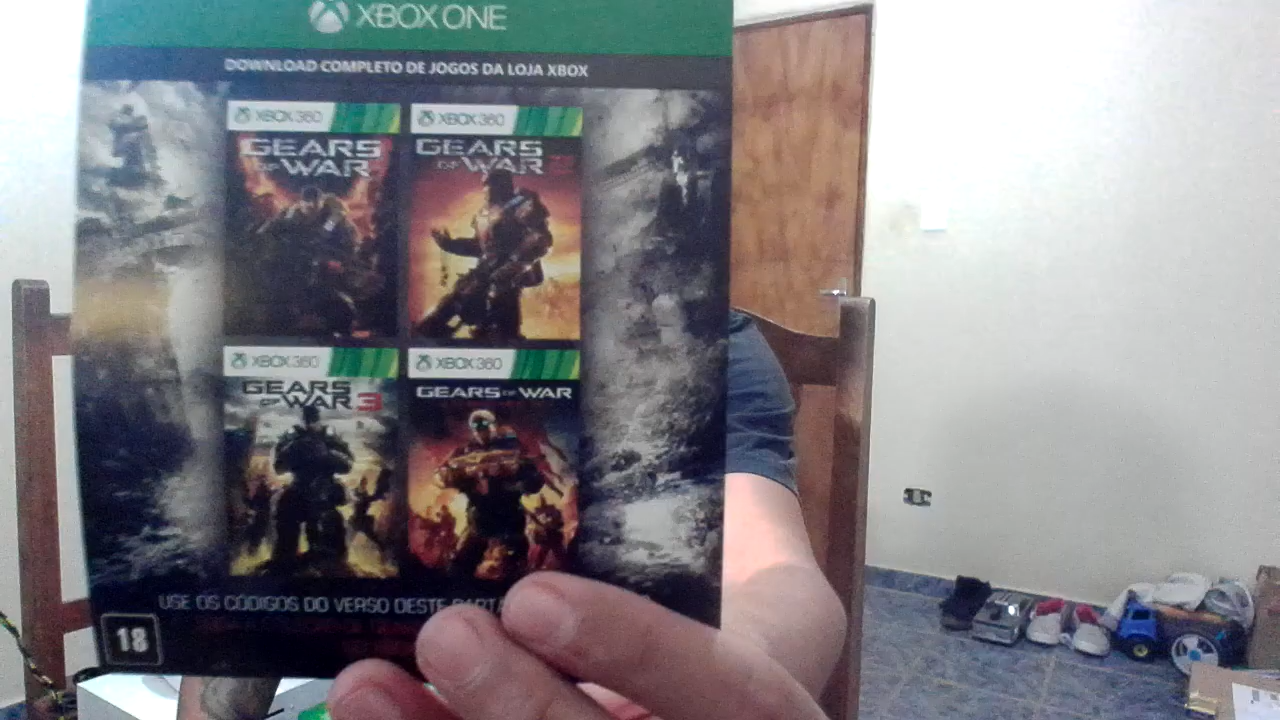 XBOX ONE
DOWNLOAD COMPLETO DE JOGOS DA LOJA XBOX
XBOX 360
GEARS
OF WAR
XBOX 360
GEARS
OF WAR 2
XBOX 360
GEARS
OF WAR 3
XBOX 360
GEARS OF WAR
USE OS CÓDIGOS DO VERSO DESTE
18